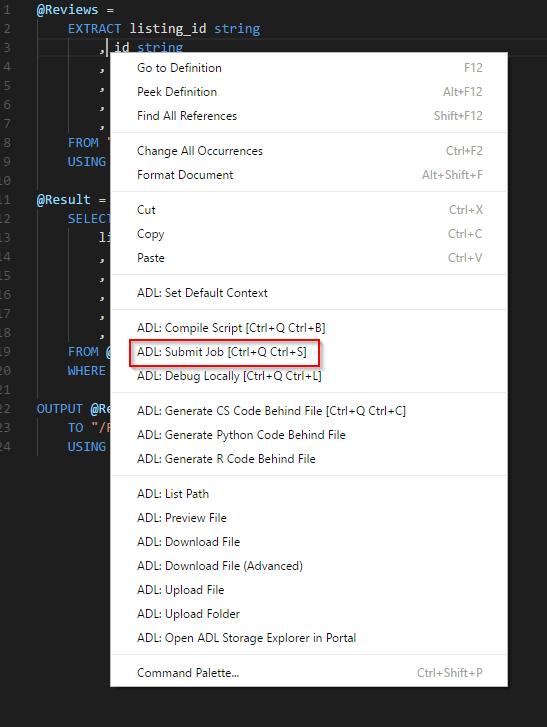 1 @Reviews =
2 EXTRACT listing_id string
3 , id string
4 ,
5 ,
6 ,
7 ,
8 FROM "
9 USING
10
11 @Result =
12 SELECT
13 li
14 ,
15 ,
16 ,
17 ,
18 ,
19 FROM @
20 WHERE
21
22 OUTPUT @Re
23 TO "/
24 USING
Go to Definition F12
Peek Definition Alt+F12
Find All References Shift+F12
Change All Occurrences Ctrl+F2
Format Document Alt+Shift+F
Cut Ctrl+X
Copy Ctrl+C
Paste Ctrl+V
ADL: Set Default Context
ADL: Compile Script [Ctrl+Q Ctrl+B]
ADL: Submit Job [Ctrl+Q Ctrl+S]
ADL: Debug Locally [Ctrl+Q Ctrl+L]
ADL: Generate CS Code Behind File [Ctrl+Q Ctrl+C]
ADL: Generate Python Code Behind File
ADL: Generate R Code Behind File
ADL: List Path
ADL: Preview File
ADL: Download File
ADL: Download File (Advanced)
ADL: Upload File
ADL: Upload Folder
ADL: Open ADL Storage Explorer in Portal
Command Palette... Ctrl+Shift+P